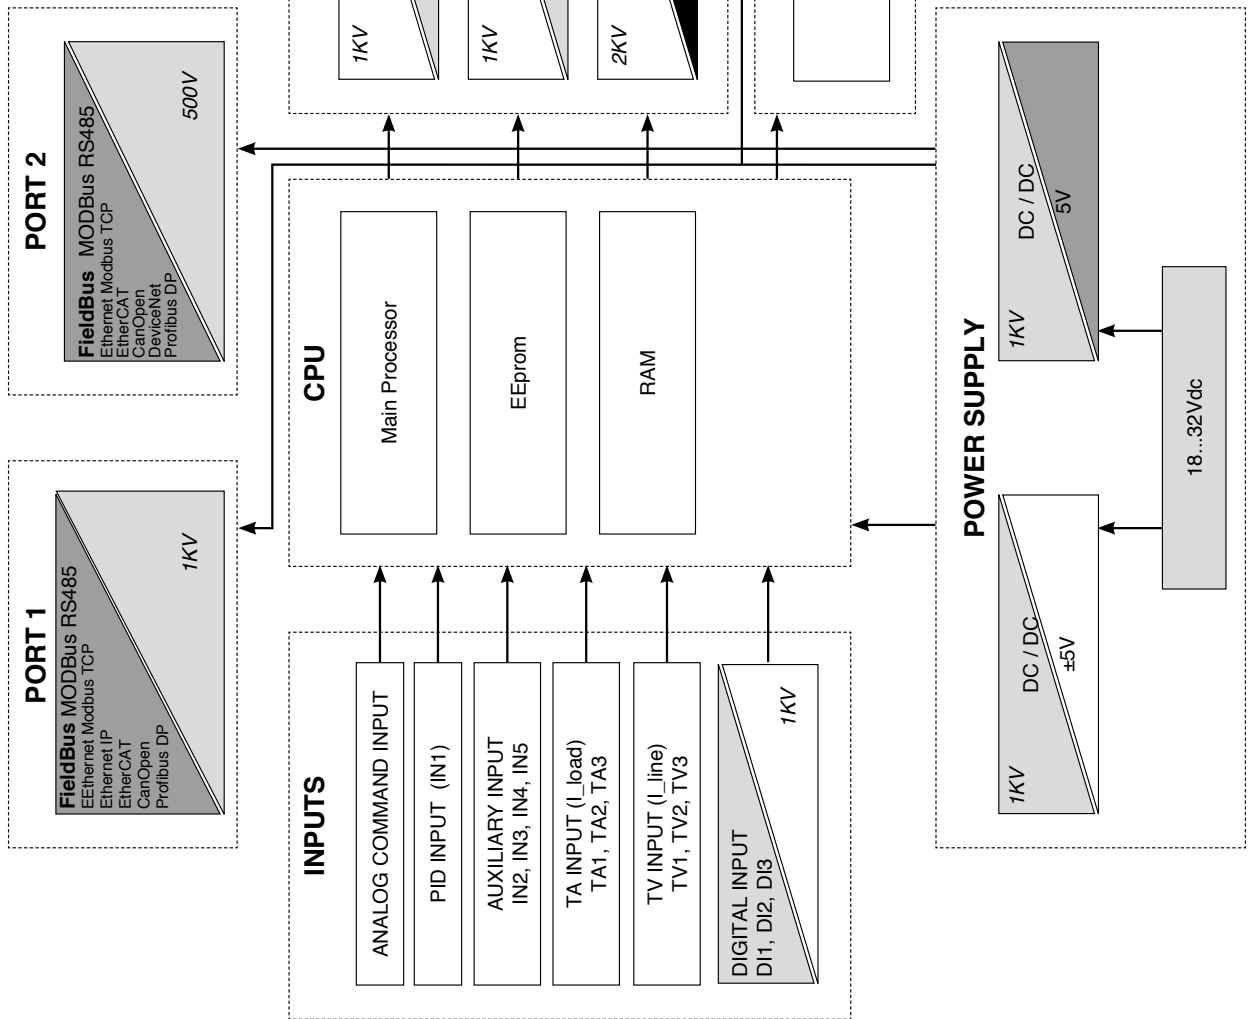 PORT 1
FieldBus MODBus RS485
EEthernet Modbus TCP
Ethernet IP
EtherCAT
CanOpen
Profibus DP
1KV
PORT 2
FieldBus MODBus RS485
Ethernet Modbus TCP
EtherCAT
CanOpen
DeviceNet
Profibus DP
500V
INPUTS
ANALOG COMMAND INPUT
PID INPUT (IN1)
AUXILIARY INPUT
IN2, IN3, IN4, IN5
TA INPUT (I_load)
TA1, TA2, TA3
TV INPUT (I_line)
TV1, TV2, TV3
DIGITAL INPUT
DI1, DI2, DI3
1KV
CPU
Main Processor
EEprom
RAM
1KV
1KV
2KV
POWER SUPPLY
1KV
DC / DC
±5V
1KV
DC / DC
5V
18...32Vdc